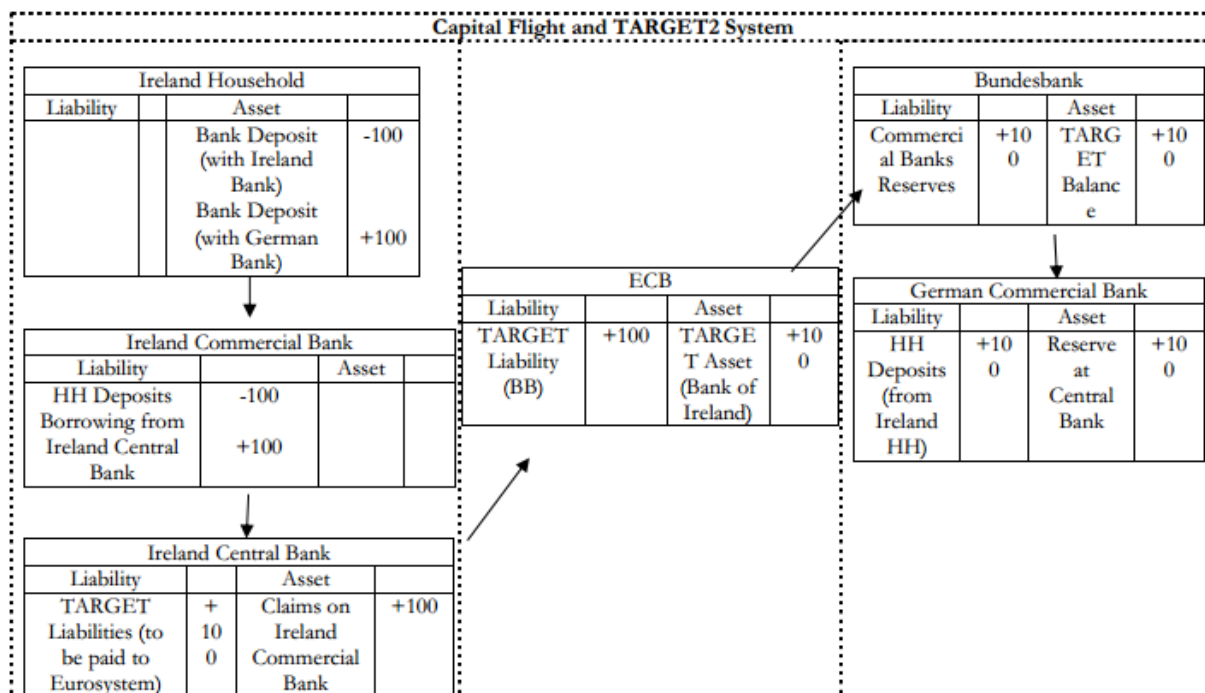 Capital Flight and TARGET2 System
Ireland Household
Liability Asset
Bank Deposit -100
(with Ireland
Bank)
Bank Deposit
(with German +100
Bank)
Ireland Commercial Bank
Liability Asset
HH Deposits -100
Borrowing from
Ireland Central +100
Bank
Ireland Central Bank
Liability Asset
TARGET + Claims on +100
Liabilities (to 10 Ireland
be paid to 0 Commercial
Eurosystem) Bank
ECB
Liability Asset
TARGET +100 TARGE +10
Liability T Asset 0
(BB) (Bank of
Ireland)
Bundesbank
Liability Asset
Commerci +10 TARG +10
al Banks 0 ET 0
Reserves Balanc
e
German Commercial Bank
Liability Asset
HH +10 Reserve +10
Deposits 0 at 0
(from Central
Ireland Bank
HH)